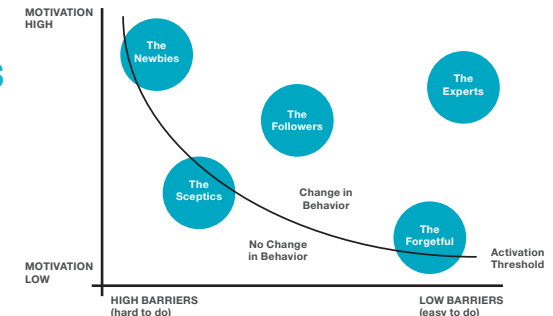 MOTIVATION
HIGH
S
The
Newbies
The
Experts
The
Followers
The
Sceptics
Change in
Behavior
The
Forgetful
No Change
in Behavior
Activation
Threshold
MOTIVATION
LOW
HIGH BARRIERS
(hard to do)
LOW BARRIERS
(easy to do)